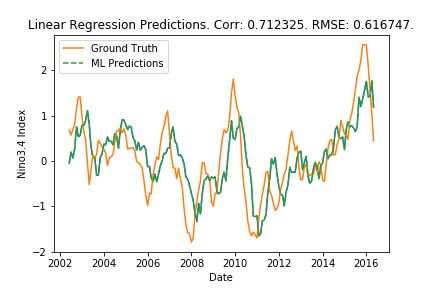 Linear Regression Predictions. Corr: 0.712325. RMSE: 0.616747.
Ground Truth
ML Predictions
2
1
0
−1
−2
Nino3.4 Index
2002 2004 2006 2008 2010 2012 2014 2016
Date